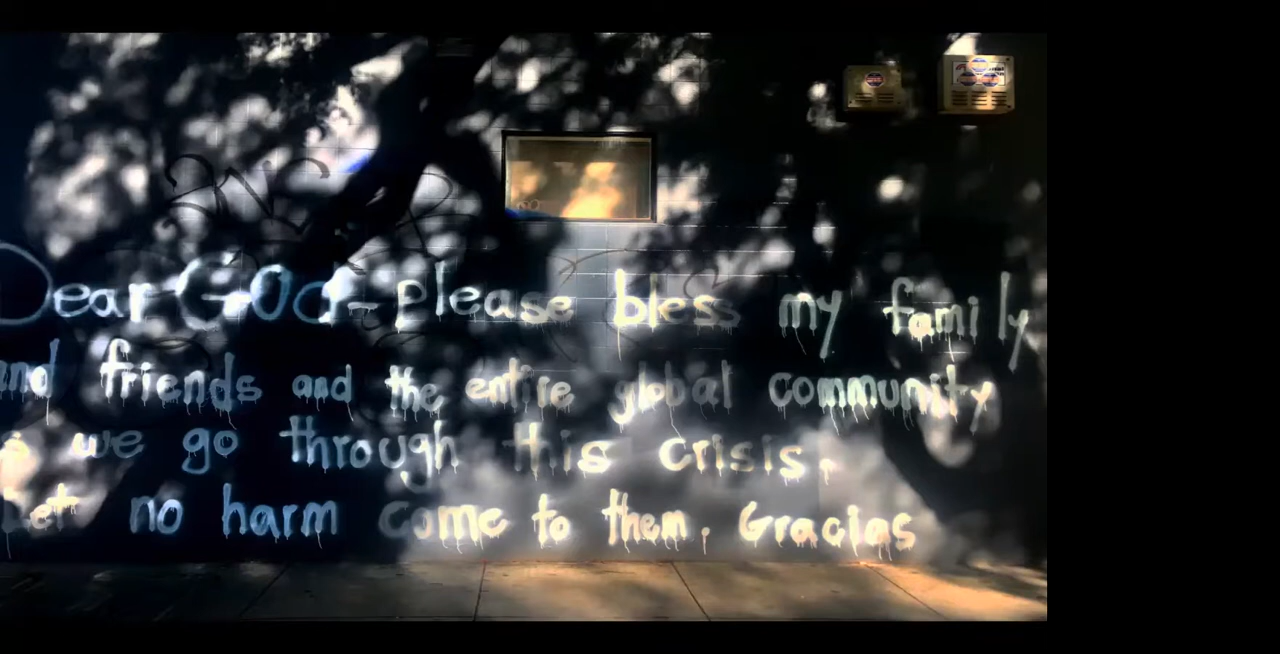 Dear GOd - please bless my family
and friends and the entire global community
s we go through this crisis.
Let no harm come to them. Gracias